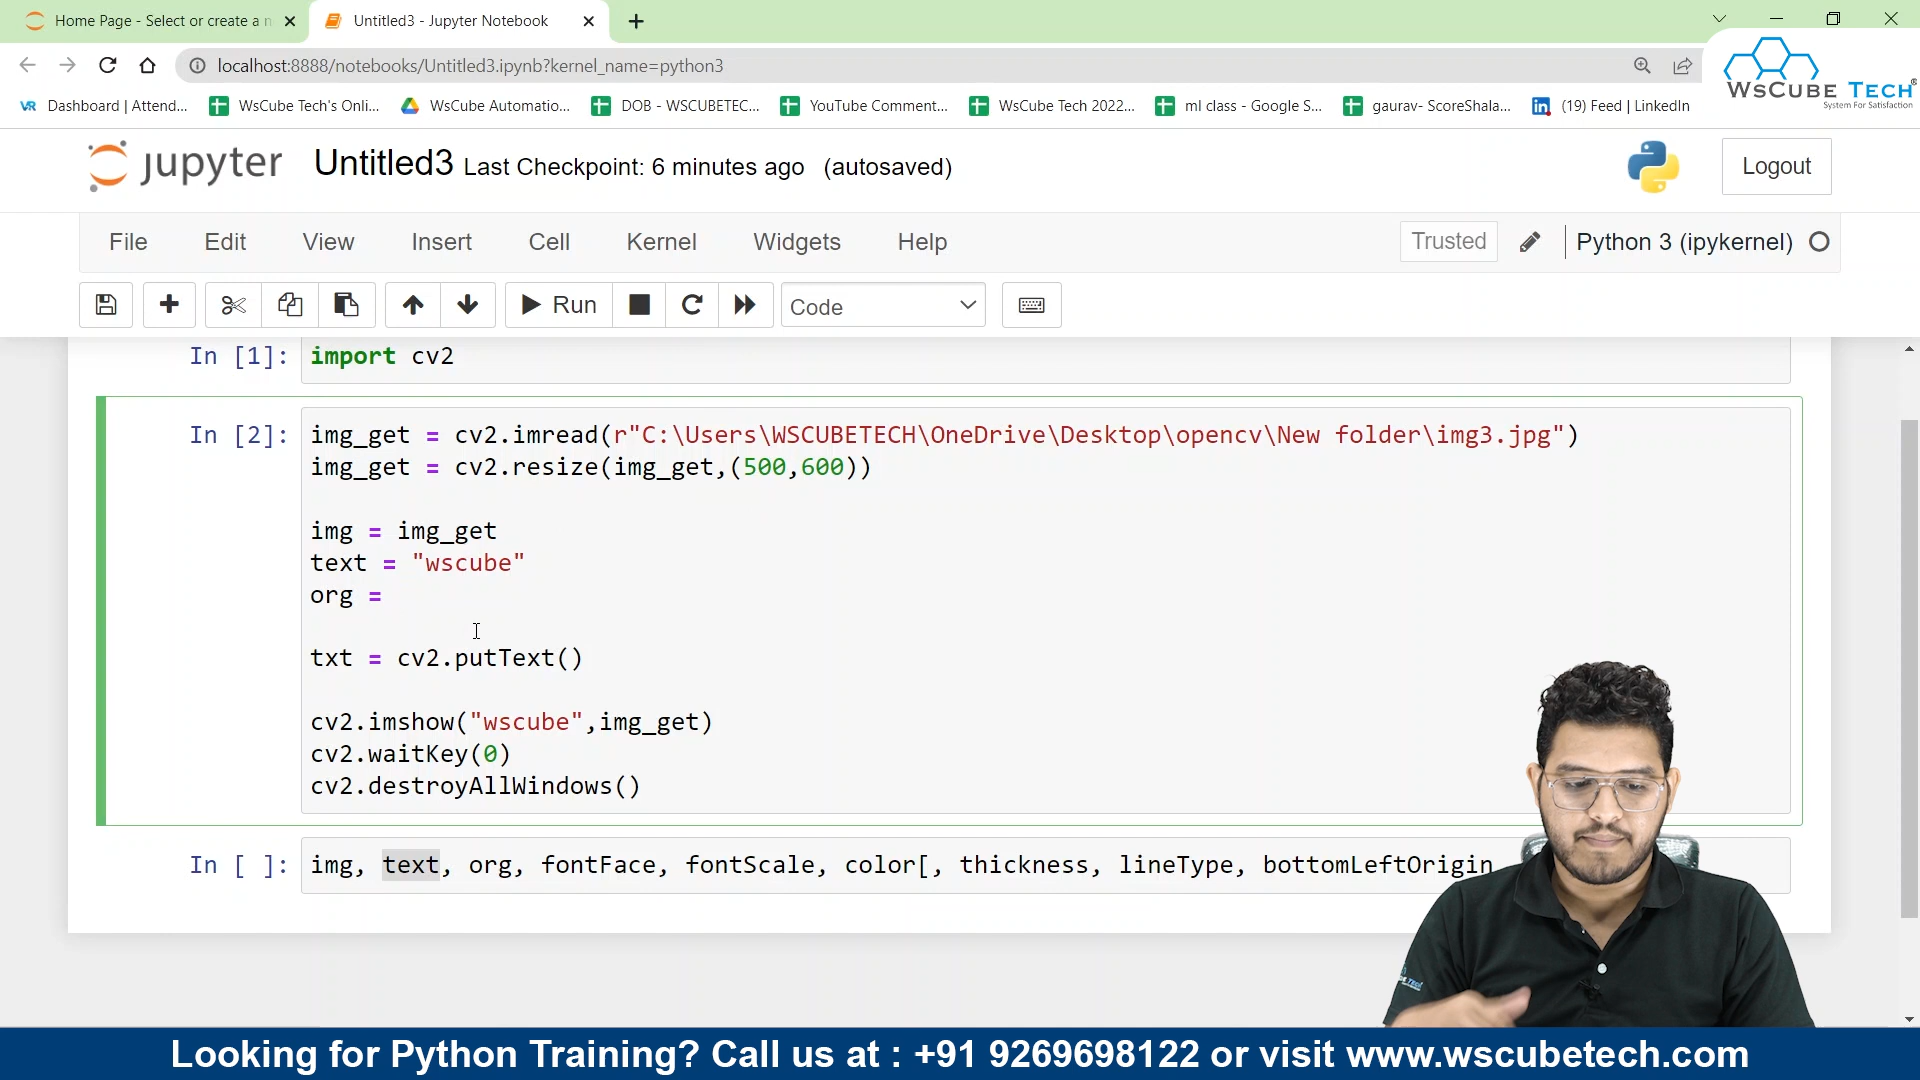 Home Page - Select or create a n
Untitled3 - Jupyter Notebook
localhost:8888/notebooks/Untitled3.ipynb?kernel_name=python3
VR Dashboard | Attend...
WsCube Tech's Onli...
WsCube Automatio...
DOB - WSCUBETEC...
YouTube Comment...
WsCube Tech 2022...
ml class - Google S...
gaurav- ScoreShala...
in (19) Feed | LinkedIn
WsCube Tech®
System For Satisfaction
jupyter Untitled3 Last Checkpoint: 6 minutes ago (autosaved)
Logout
File Edit View Insert Cell Kernel Widgets Help
Trusted Python 3 (ipykernel)
Run Code
In [1]: import cv2
In [2]: img_get = cv2.imread(r"C:\Users\WSCUBETECH\OneDrive\Desktop\opencv\New folder\img3.jpg")
img_get = cv2.resize(img_get,(500,600))
img = img_get
text = "wscube"
org =
txt = cv2.putText()
cv2.imshow("wscube",img_get)
cv2.waitKey(0)
cv2.destroyAllWindows()
In [ ]: img, text, org, fontFace, fontScale, color[, thickness, lineType, bottomLeftOrigin
Looking for Python Training? Call us at : +91 9269698122 or visit www.wscubetech.com